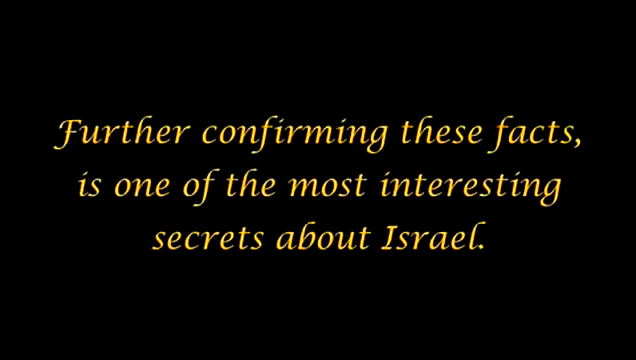 Further confirming these facts,
is one of the most interesting
secrets about Israel.